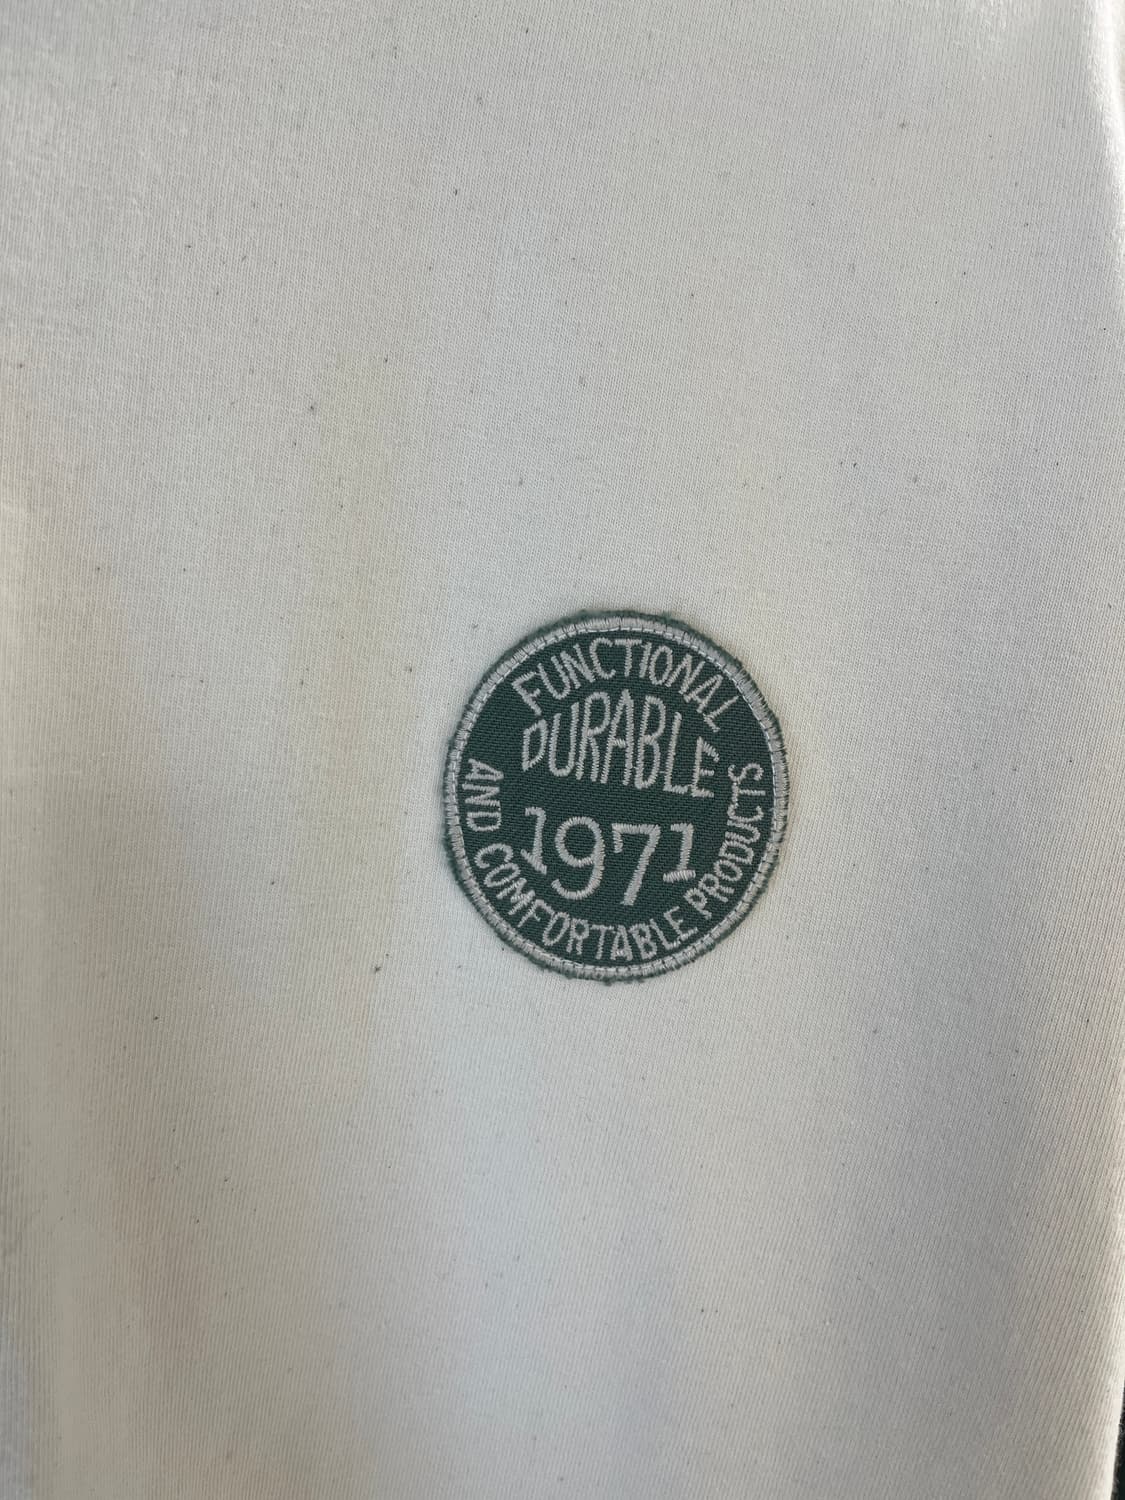 FUNCTIONAL
DURABLE
1971
AND COMFORTABLE PRODUCTS